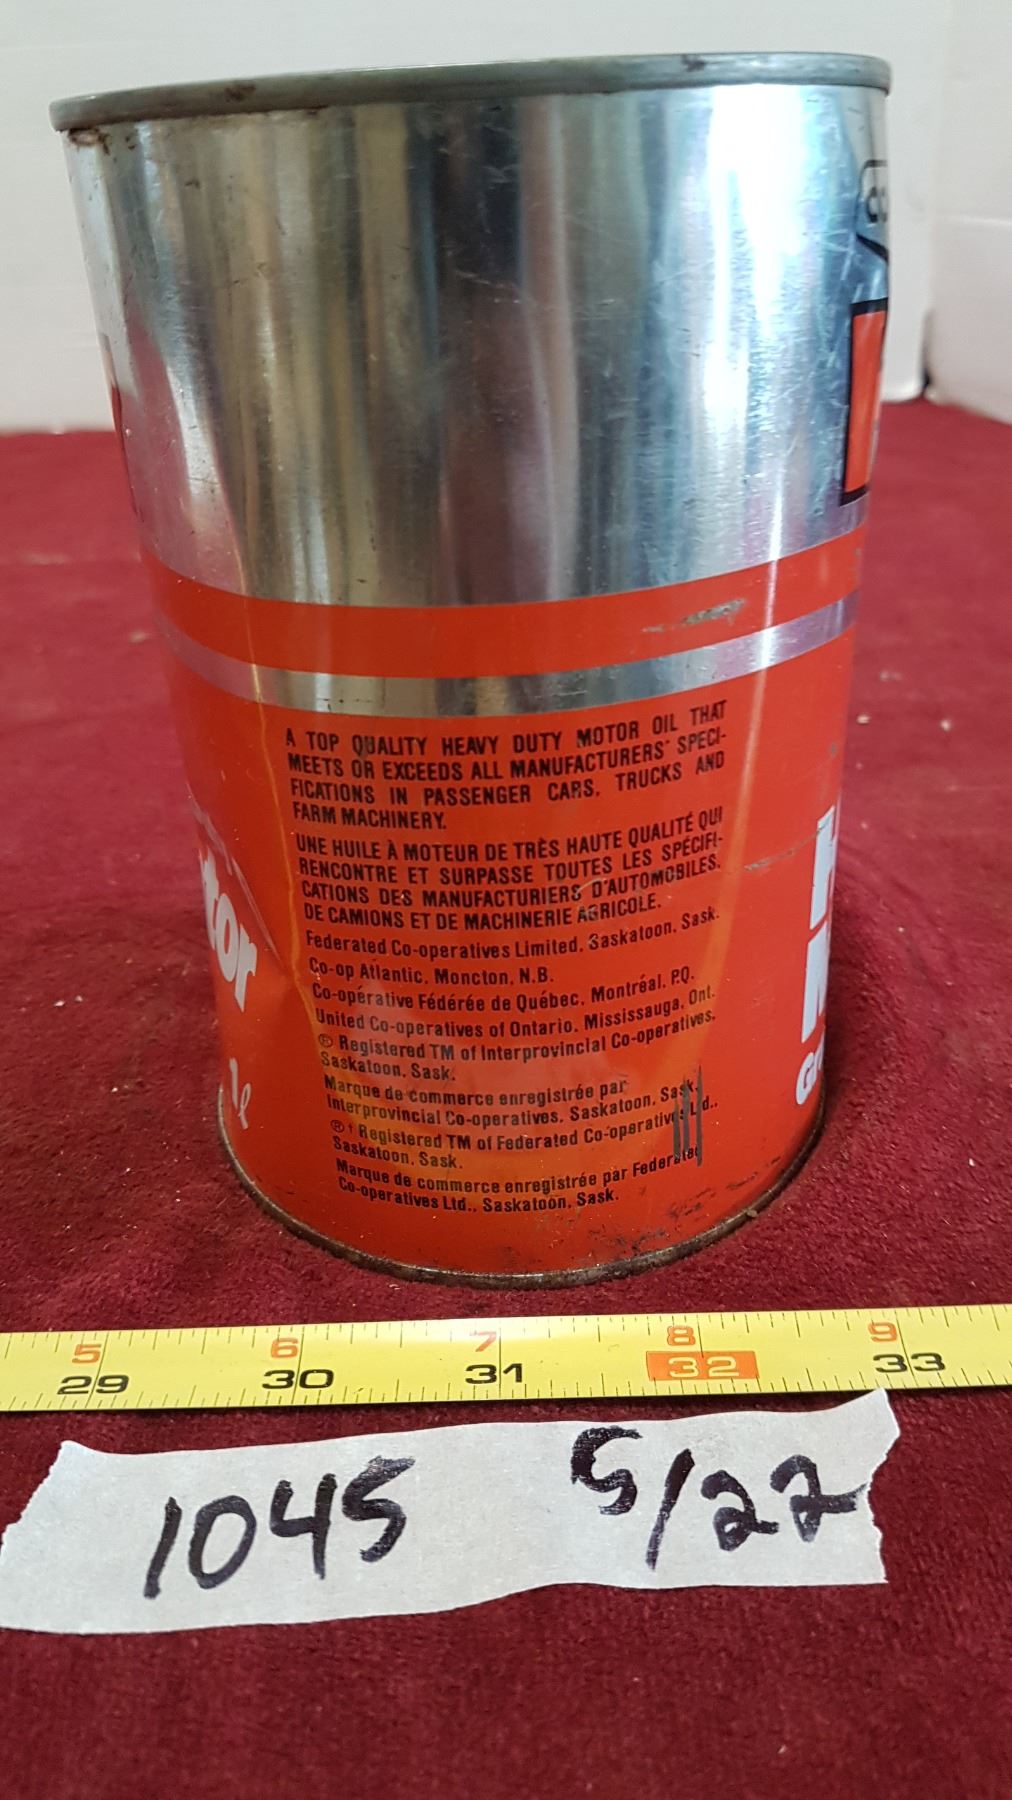 A TOP QUALITY HEAVY DUTY MOTOR OIL THAT
MEETS OR EXCEEDS ALL MANUFACTURERS' SPECI-
FICATIONS IN PASSENGER CARS, TRUCKS AND
FARM MACHINERY.
UNE HUILE À MOTEUR DE TRÈS HAUTE QUALITÉ QUI
RENCONTRE ET SURPASSE TOUTES LES SPÉCIFI-
CATIONS DES MANUFACTURIERS D'AUTOMOBILES,
DE CAMIONS ET DE MACHINERIE AGRICOLE.
Federated Co-operatives Limited, Saskatoon, Sask.
Co-op Atlantic, Moncton, N.B.
Co-opérative Fédérée de Québec, Montréal, P.Q.
United Co-operatives of Ontario, Mississauga, Ont.
® Registered TM of Interprovincial Co-operatives,
Saskatoon, Sask.
Marque de commerce enregistrée par
Interprovincial Co-operatives, Saskatoon, Sask.
®† Registered TM of Federated Co-operatives Ltd.,
Saskatoon, Sask.
Marque de commerce enregistrée par Federated
Co-operatives Ltd., Saskatoon, Sask.
tor
1ℓ
5 6 7 8 9
29 30 31 32 33
1045 5/22